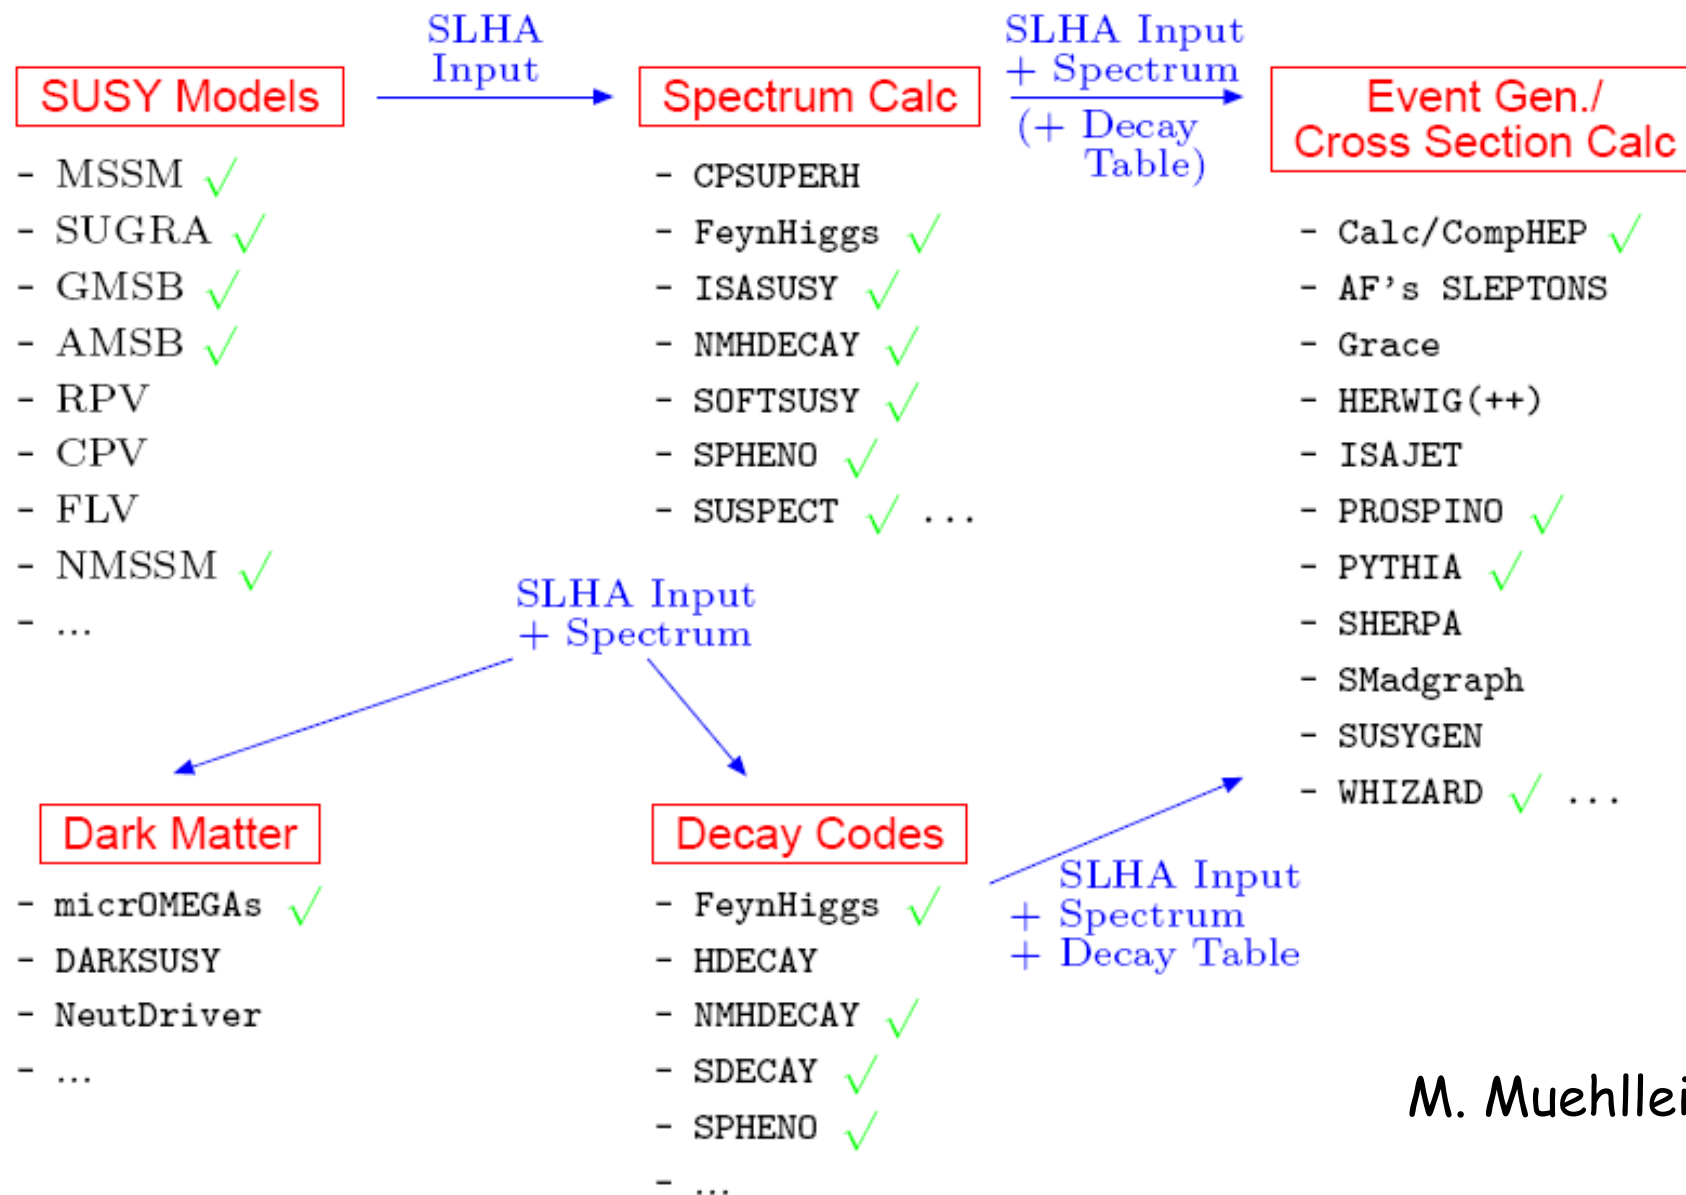 SLHA
Input
SLHA Input
+ Spectrum
(+ Decay
Table)
SUSY Models
Spectrum Calc
Event Gen./
Cross Section Calc
- MSSM √
- SUGRA √
- GMSB √
- AMSB √
- RPV
- CPV
- FLV
- NMSSM √
- ...
- CPSUPERH
- FeynHiggs √
- ISASUSY √
- NMHDECAY √
- SOFTSUSY √
- SPHENO √
- SUSPECT √ ...
- Calc/CompHEP √
- AF's SLEPTONS
- Grace
- HERWIG(++)
- ISAJET
- PROSPINO √
- PYTHIA √
- SHERPA
- SMadgraph
- SUSYGEN
- WHIZARD √ ...
SLHA Input
+ Spectrum
Dark Matter
- micrOMEGAs √
- DARKSUSY
- NeutDriver
- ...
Decay Codes
- FeynHiggs √
- HDECAY
- NMHDECAY √
- SDECAY √
- SPHENO √
- ...
SLHA Input
+ Spectrum
+ Decay Table
M. Muehllei